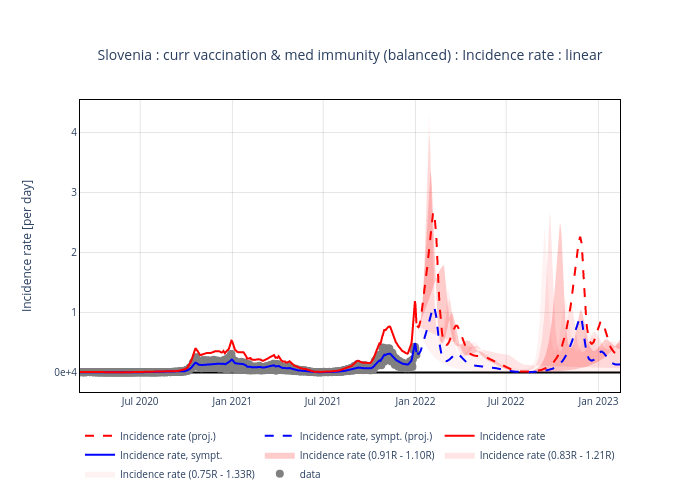 Slovenia : curr vaccination & med immunity (balanced) : Incidence rate : linear
Incidence rate [per day]
4
3
2
1
0e+4
Jul 2020
Jan 2021
Jul 2021
Jan 2022
Jul 2022
Jan 2023
Incidence rate (proj.)
Incidence rate, sympt. (proj.)
Incidence rate
Incidence rate, sympt.
Incidence rate (0.91R - 1.10R)
Incidence rate (0.83R - 1.21R)
Incidence rate (0.75R - 1.33R)
data